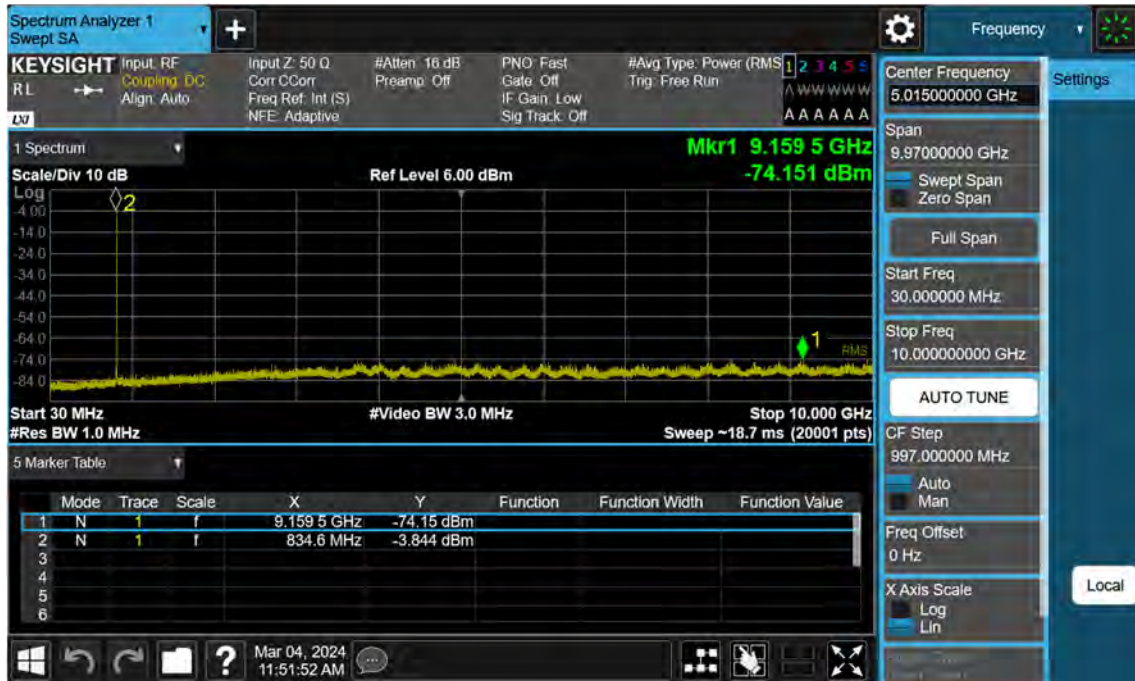 Spectrum Analyzer 1
Swept SA
+
Frequency
KEYSIGHT Input: RF Input Z: 50 Ω #Atten: 16 dB PNO: Fast #Avg Type: Power (RMS 1 2 3 4 5 6
RL Coupling: DC Corr CCorr Preamp: Off Gate: Off Trig: Free Run
Align: Auto Freq Ref: Int (S) IF Gain: Low A W W W W W
LXI NFE: Adaptive Sig Track: Off A A A A A A
Center Frequency
5.015000000 GHz
Settings
Span
9.97000000 GHz
Swept Span
Zero Span
Full Span
Start Freq
30.000000 MHz
Stop Freq
10.000000000 GHz
AUTO TUNE
CF Step
997.000000 MHz
Auto
Man
Freq Offset
0 Hz
X Axis Scale
Log
Lin
Local
1 Spectrum
Mkr1 9.159 5 GHz
Scale/Div 10 dB Ref Level 6.00 dBm -74.151 dBm
Log
2
-4.00
-14.0
-24.0
-34.0
-44.0
-54.0
-64.0
1
RMS
-74.0
-84.0
Start 30 MHz #Video BW 3.0 MHz Stop 10.000 GHz
#Res BW 1.0 MHz Sweep ~18.7 ms (20001 pts)
5 Marker Table
Mode Trace Scale X Y Function Function Width Function Value
1 N 1 f 9.159 5 GHz -74.15 dBm
2 N 1 f 834.6 MHz -3.844 dBm
3
4
5
6
? Mar 04, 2024
11:51:52 AM